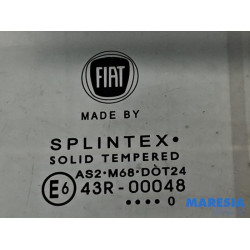 FIAT
MADE BY
SPLINTEX•
SOLID TEMPERED
AS2•M68•DOT24
E6 43R-00048
•••• 0
MARESIA